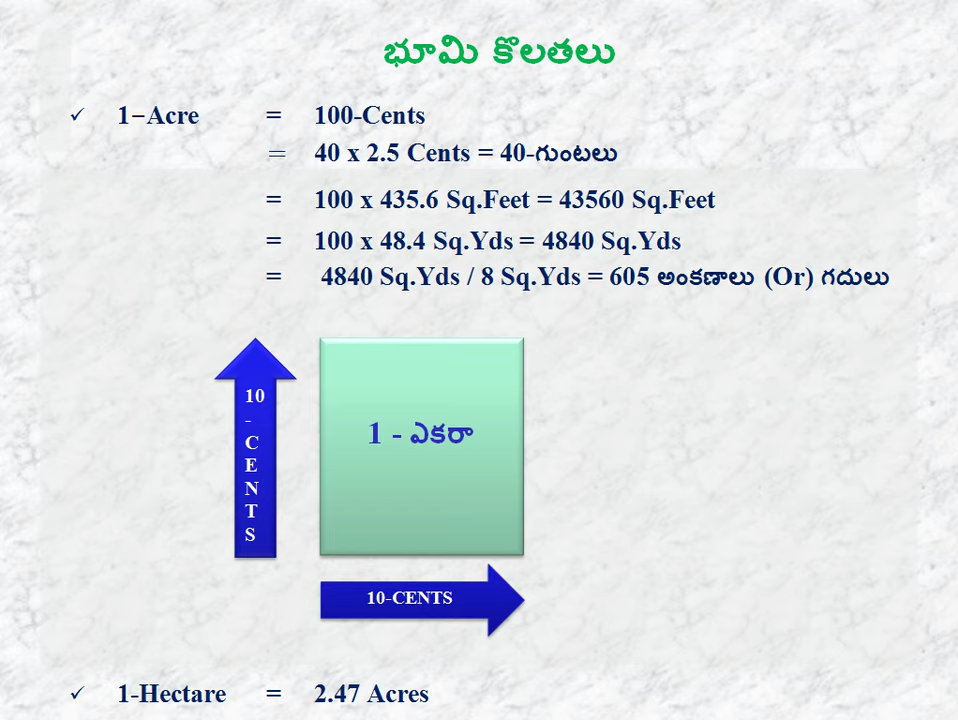 భూమి కొలతలు
✓ 1–Acre = 100-Cents
= 40 x 2.5 Cents = 40-గుంటలు
= 100 x 435.6 Sq.Feet = 43560 Sq.Feet
= 100 x 48.4 Sq.Yds = 4840 Sq.Yds
= 4840 Sq.Yds / 8 Sq.Yds = 605 అంకణాలు (Or) గదులు
10-CENTS
1 - ఎకరా
10-CENTS
✓ 1-Hectare = 2.47 Acres